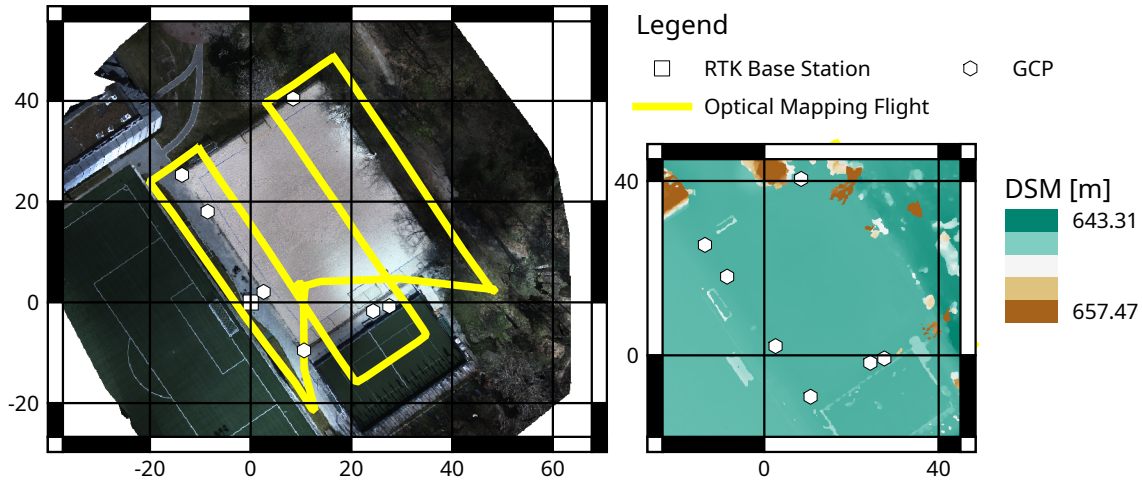 40
20
0
-20
-20 0 20 40 60
Legend
RTK Base Station GCP
Optical Mapping Flight
40
0
0 40
DSM [m]
643.31
657.47